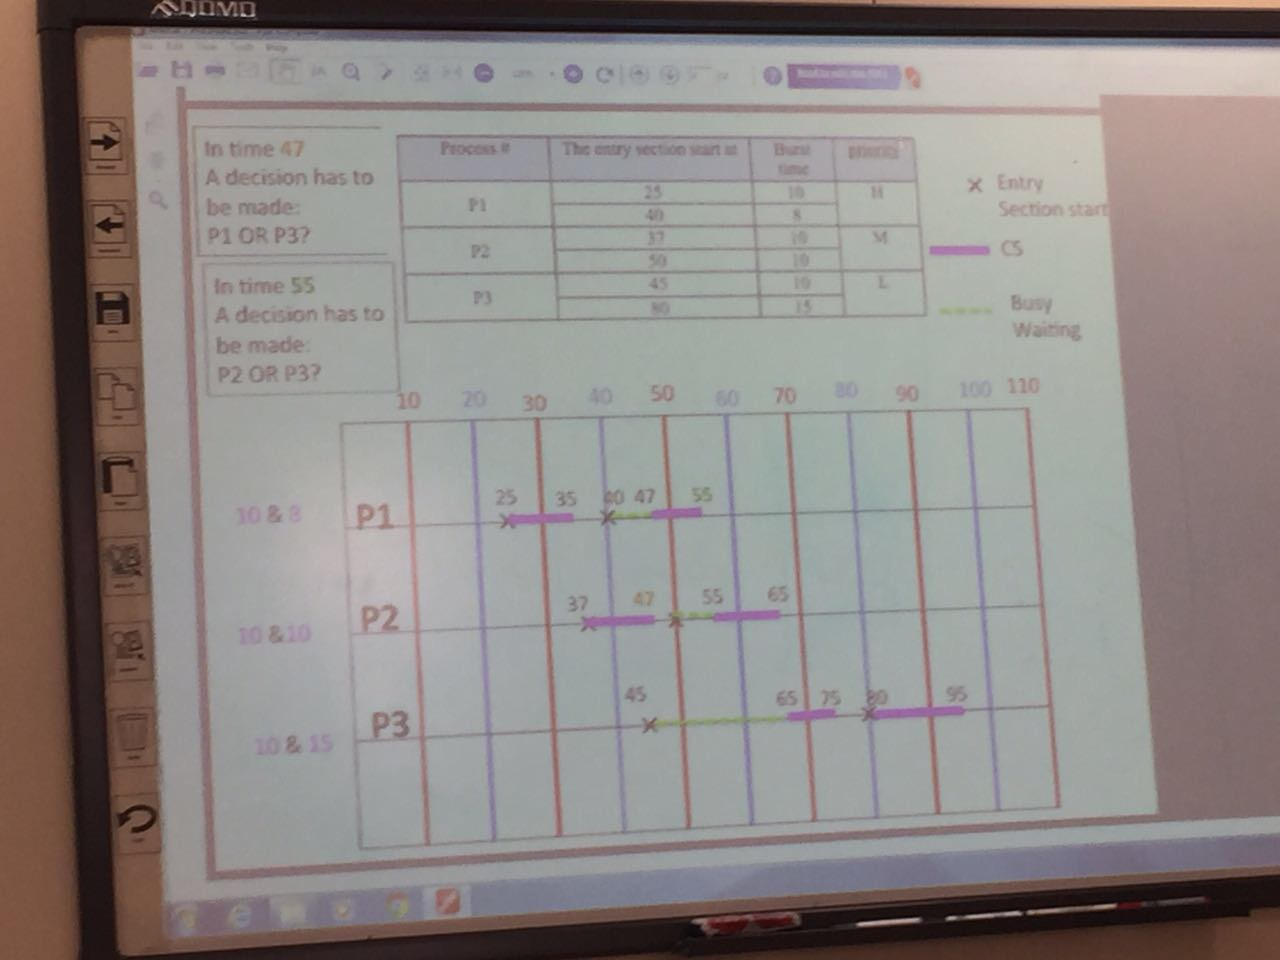 QOMO
In time 47
A decision has to
be made:
P1 OR P3?
In time 55
A decision has to
be made:
P2 OR P3?
Process # The entry section start at Burst time priority
P1 25 10 H
40 8
P2 37 10 M
50 10
P3 45 10 L
80 15
Entry
Section start
CS
Busy
Waiting
10 20 30 40 50 60 70 80 90 100 110
10 & 8 P1 25 35 40 47 55
10 &10 P2 37 47 55 65
10 & 15 P3 45 65 75 80 95